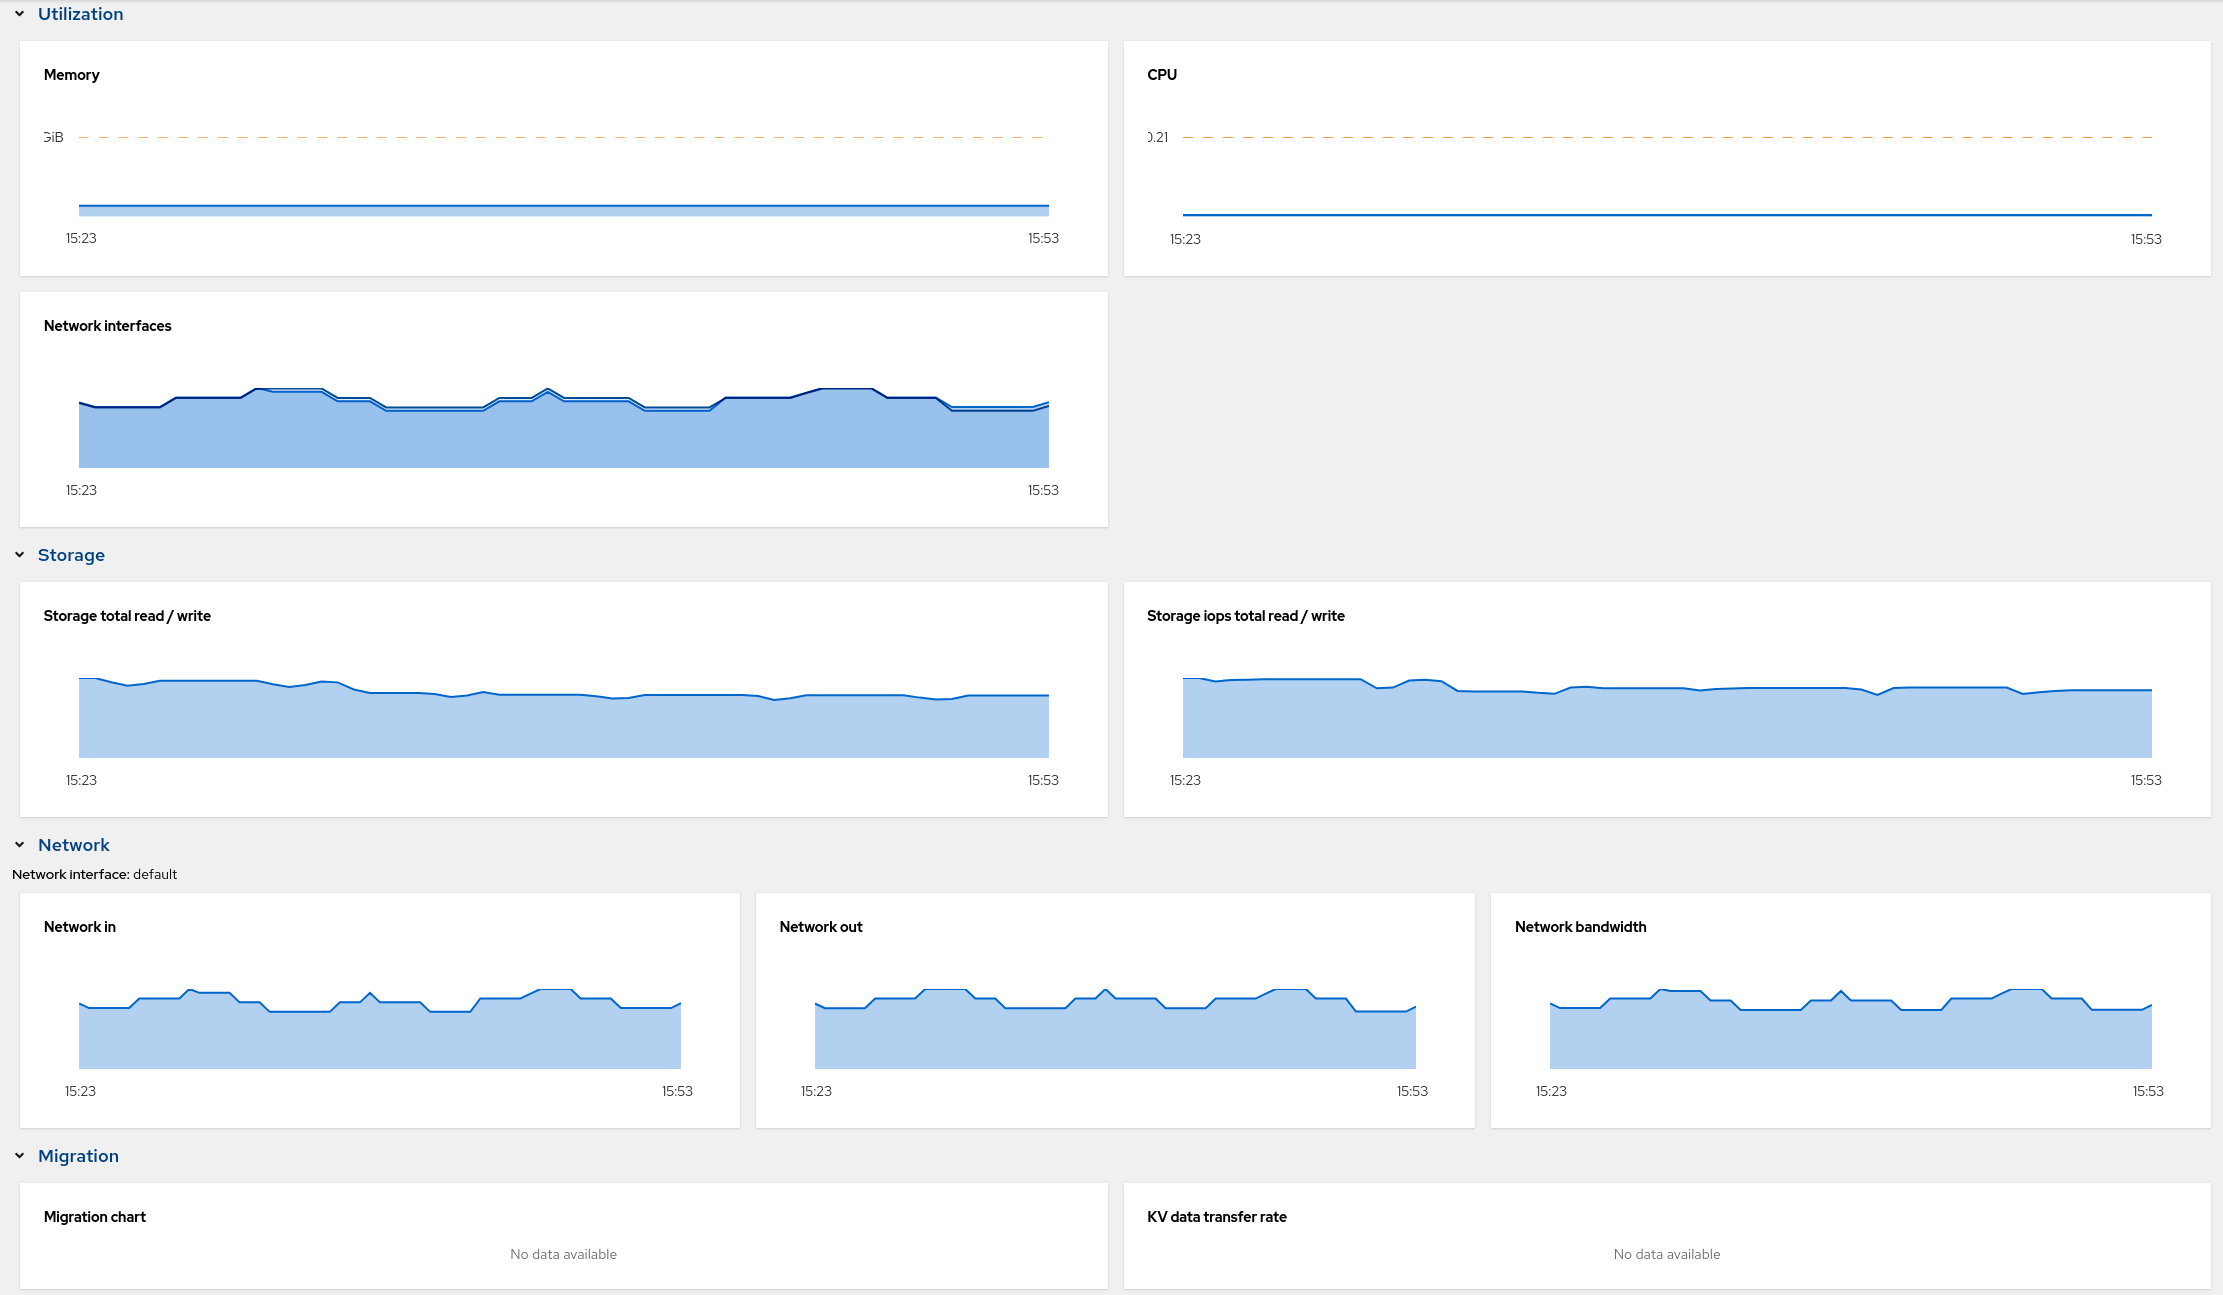 Utilization
Memory
GiB
15:23 15:53
CPU
0.21
15:23 15:53
Network interfaces
15:23 15:53
Storage
Storage total read / write
15:23 15:53
Storage iops total read / write
15:23 15:53
Network
Network interface: default
Network in
15:23 15:53
Network out
15:23 15:53
Network bandwidth
15:23 15:53
Migration
Migration chart
No data available
KV data transfer rate
No data available